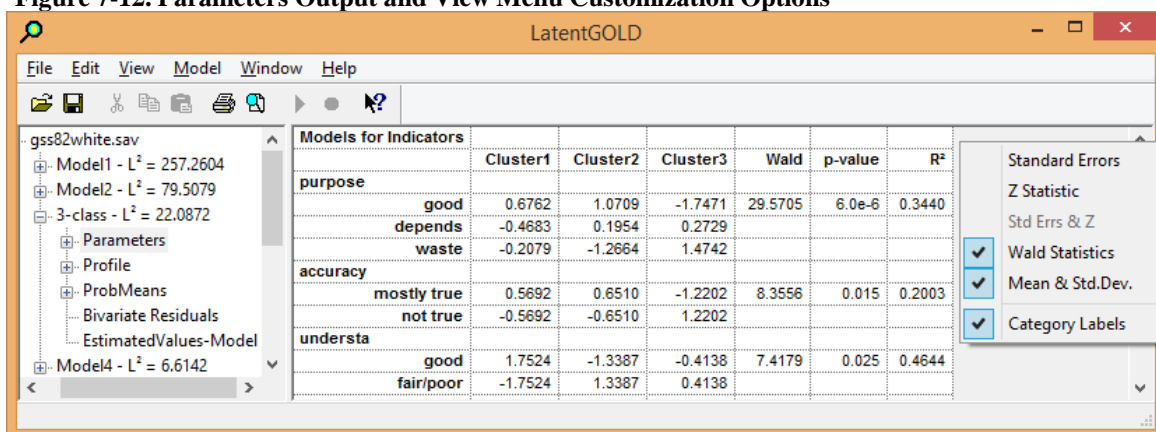 Figure 7-12. Parameters Output and View Menu Customization Options
LatentGOLD
File Edit View Model Window Help
gss82white.sav
Model1 - L² = 257.2604
Model2 - L² = 79.5079
3-class - L² = 22.0872
Parameters
Profile
ProbMeans
Bivariate Residuals
EstimatedValues-Model
Model4 - L² = 6.6142
Models for Indicators
Cluster1 Cluster2 Cluster3 Wald p-value R²
purpose
good 0.6762 1.0709 -1.7471 29.5705 6.0e-6 0.3440
depends -0.4683 0.1954 0.2729
waste -0.2079 -1.2664 1.4742
accuracy
mostly true 0.5692 0.6510 -1.2202 8.3556 0.015 0.2003
not true -0.5692 -0.6510 1.2202
understa
good 1.7524 -1.3387 -0.4138 7.4179 0.025 0.4644
fair/poor -1.7524 1.3387 0.4138
Standard Errors
Z Statistic
Std Errs & Z
Wald Statistics
Mean & Std.Dev.
Category Labels